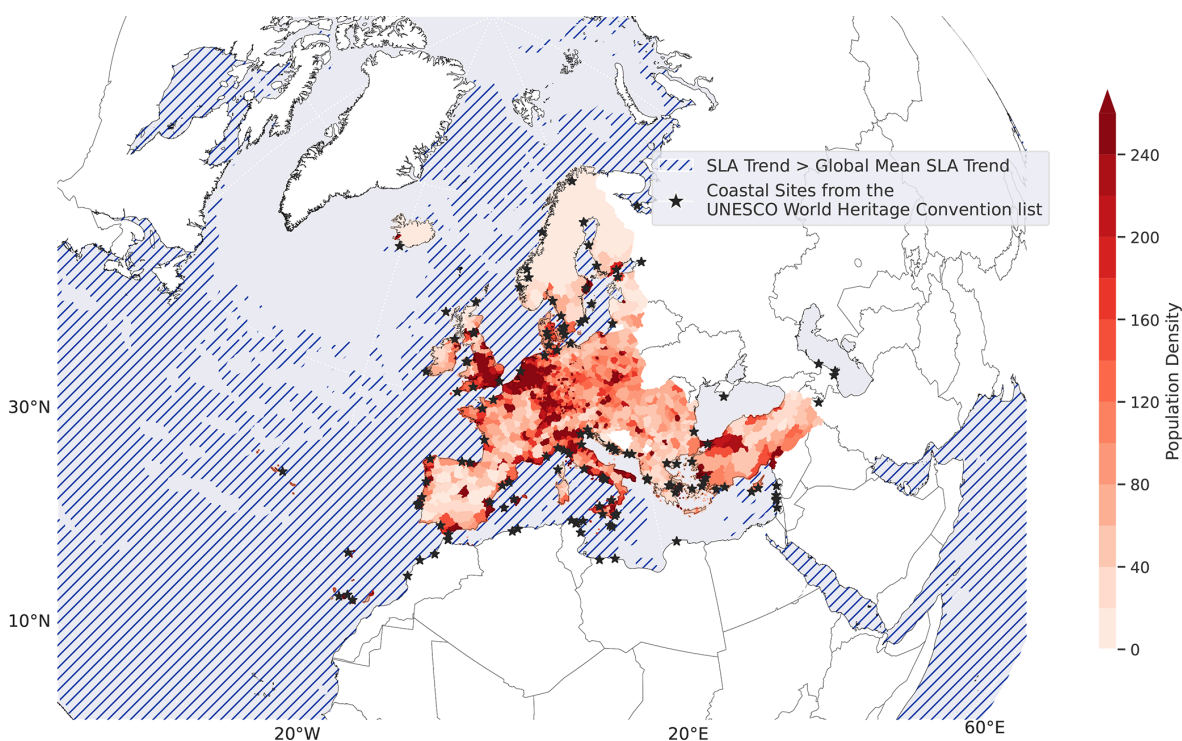 SLA Trend > Global Mean SLA Trend
Coastal Sites from the
UNESCO World Heritage Convention list
240
200
160
120
80
40
0
Population Density
30°N
10°N
20°W
20°E
60°E